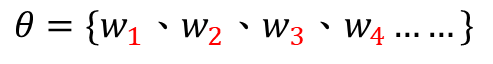 θ = {w₁、w₂、w₃、w₄ ... ... }